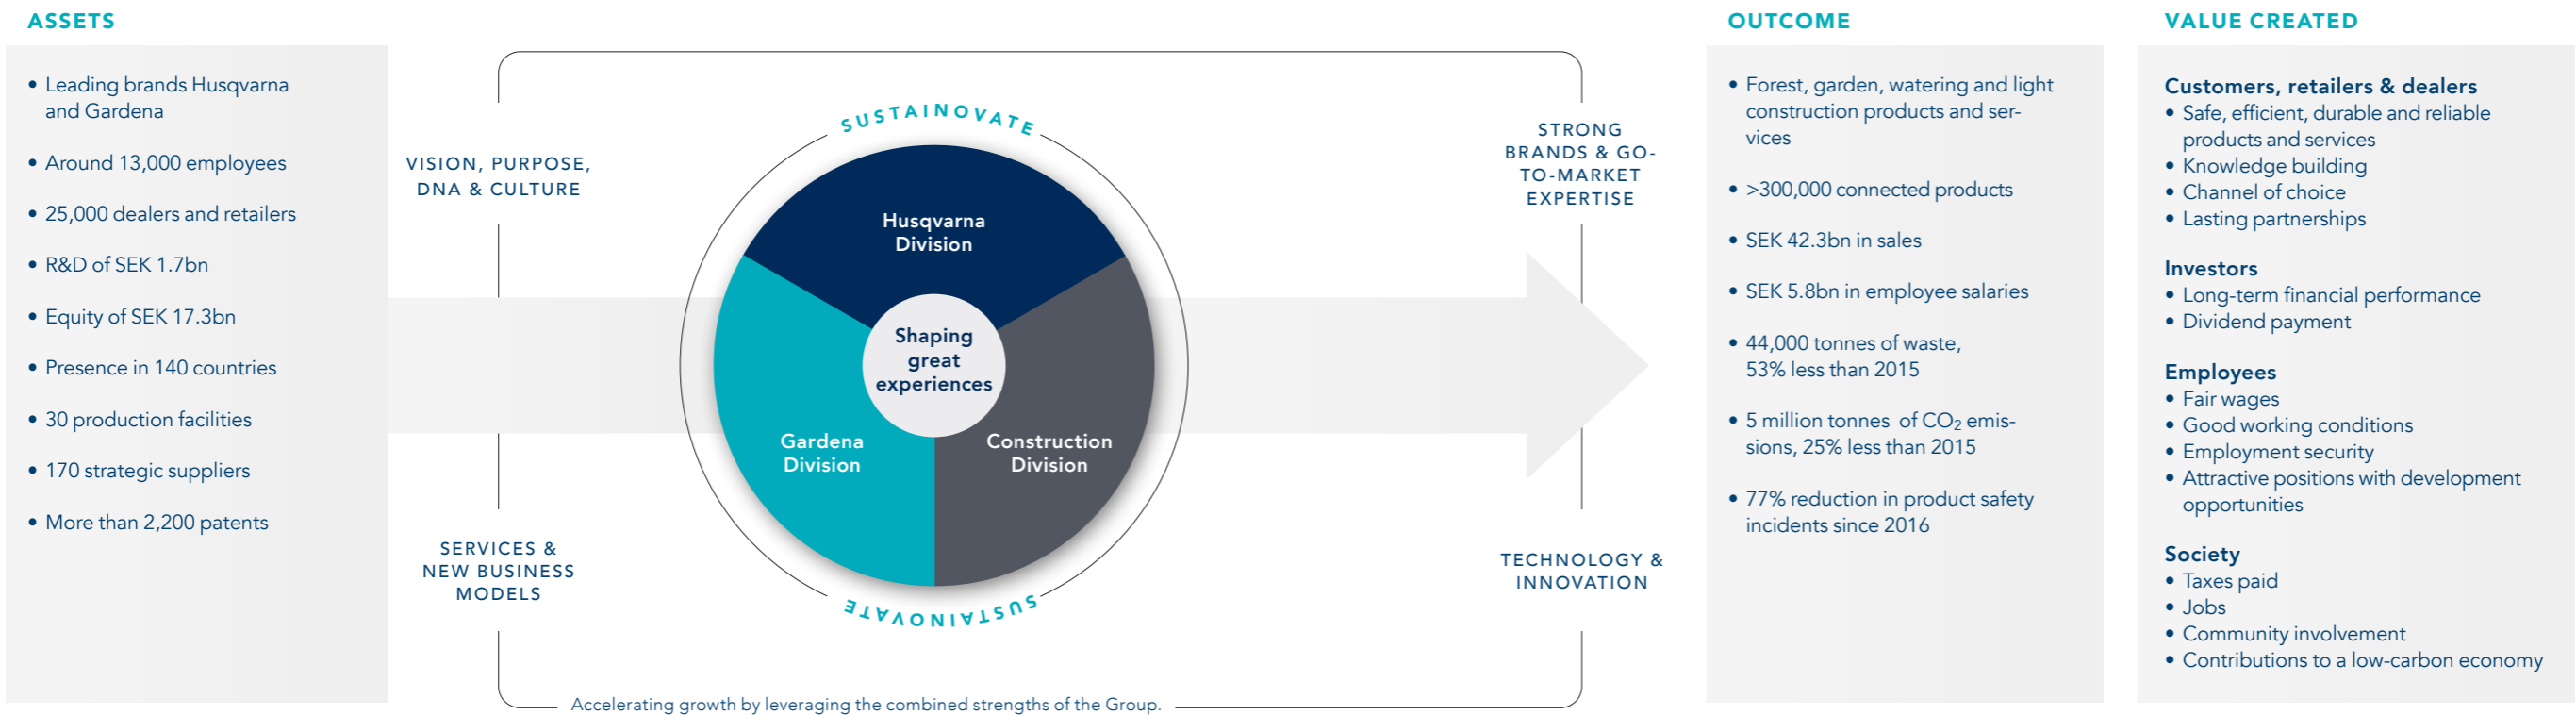 ASSETS
• Leading brands Husqvarna
and Gardena
• Around 13,000 employees
• 25,000 dealers and retailers
• R&D of SEK 1.7bn
• Equity of SEK 17.3bn
• Presence in 140 countries
• 30 production facilities
• 170 strategic suppliers
• More than 2,200 patents
VISION, PURPOSE,
DNA & CULTURE
SERVICES &
NEW BUSINESS
MODELS
SUSTAINOVATE
Husqvarna
Division
Shaping
great
experiences
Gardena
Division
Construction
Division
SUSTAINOVATE
STRONG
BRANDS & GO-
TO-MARKET
EXPERTISE
TECHNOLOGY &
INNOVATION
Accelerating growth by leveraging the combined strengths of the Group.
OUTCOME
• Forest, garden, watering and light
construction products and ser-
vices
• >300,000 connected products
• SEK 42.3bn in sales
• SEK 5.8bn in employee salaries
• 44,000 tonnes of waste,
53% less than 2015
• 5 million tonnes of CO₂ emis-
sions, 25% less than 2015
• 77% reduction in product safety
incidents since 2016
VALUE CREATED
Customers, retailers & dealers
• Safe, efficient, durable and reliable
products and services
• Knowledge building
• Channel of choice
• Lasting partnerships
Investors
• Long-term financial performance
• Dividend payment
Employees
• Fair wages
• Good working conditions
• Employment security
• Attractive positions with development
opportunities
Society
• Taxes paid
• Jobs
• Community involvement
• Contributions to a low-carbon economy